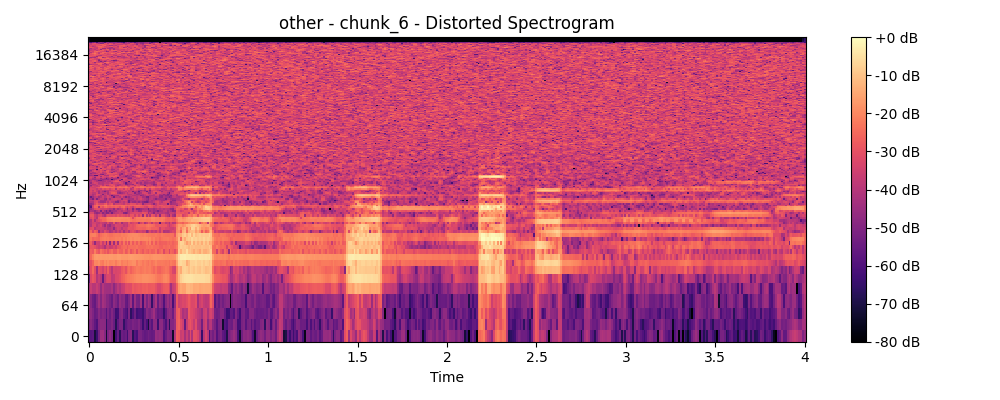 other - chunk_6 - Distorted Spectrogram
Hz
16384
8192
4096
2048
1024
512
256
128
64
0
0 0.5 1 1.5 2 2.5 3 3.5 4
Time
+0 dB
-10 dB
-20 dB
-30 dB
-40 dB
-50 dB
-60 dB
-70 dB
-80 dB